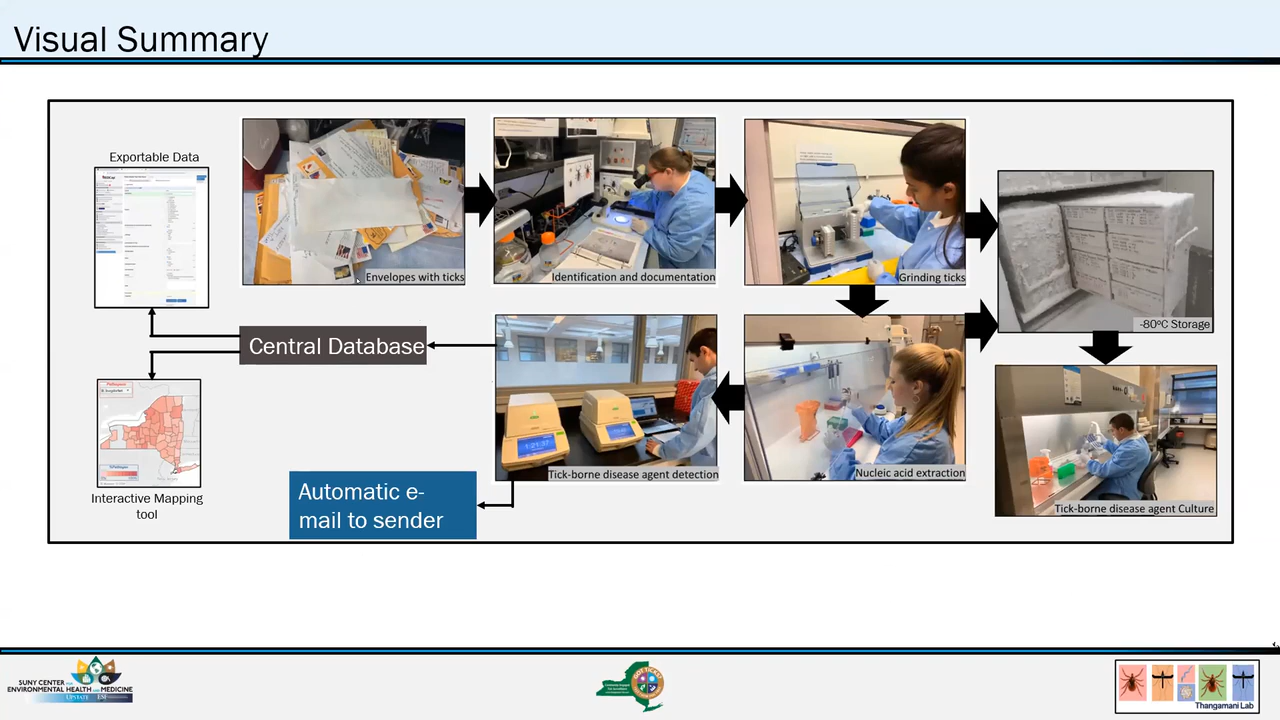 Visual Summary
Exportable Data
Envelopes with ticks
Identification and documentation
Grinding ticks
-80ºC Storage
Central Database
Interactive Mapping
tool
Automatic e-
mail to sender
Tick-borne disease agent detection
Nucleic acid extraction
Tick-borne disease agent Culture
SUNY CENTER FOR
ENVIRONMENTAL HEALTH AND MEDICINE
UPSTATE ESF
Thangamani Lab